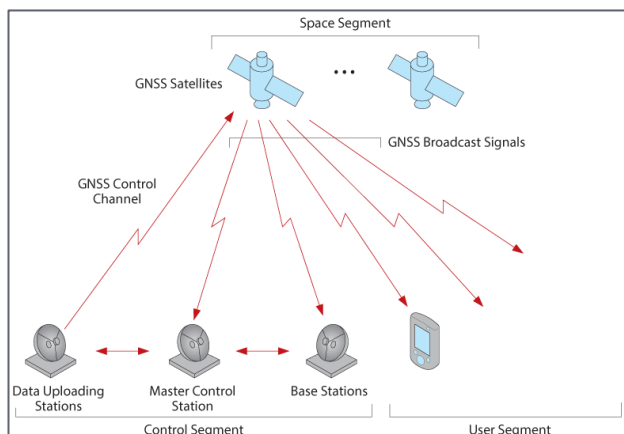 Space Segment
GNSS Satellites
GNSS Broadcast Signals
GNSS Control
Channel
Data Uploading
Stations
Master Control
Station
Base Stations
Control Segment
User Segment